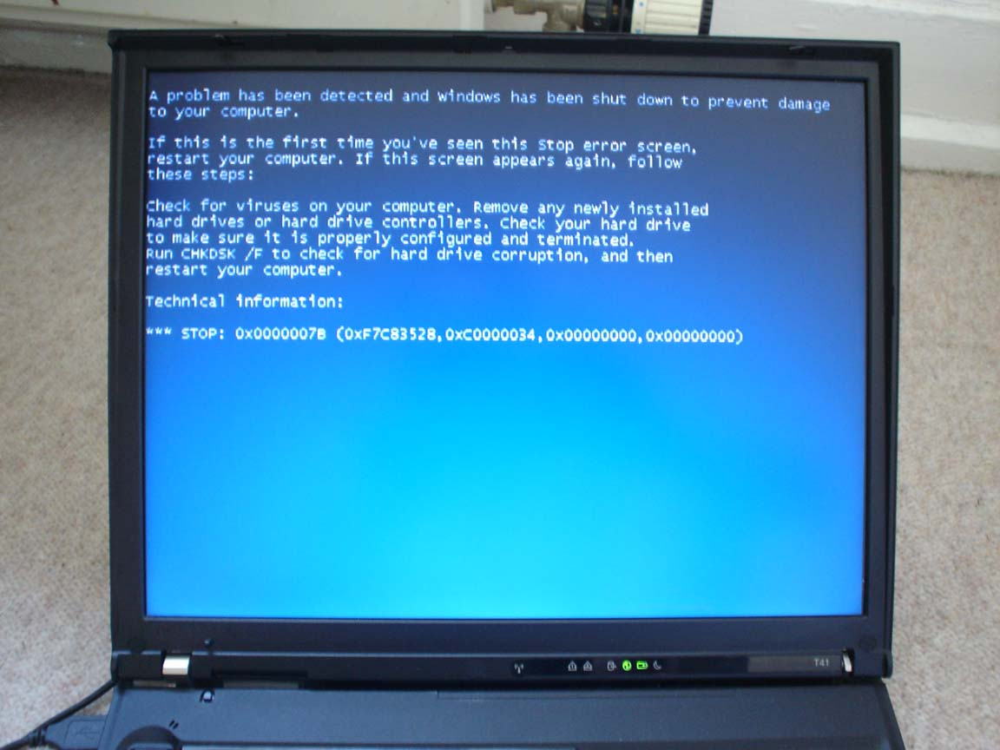 A problem has been detected and Windows has been shut down to prevent damage
to your computer.
If this is the first time you've seen this Stop error screen,
restart your computer. If this screen appears again, follow
these steps:
Check for viruses on your computer. Remove any newly installed
hard drives or hard drive controllers. Check your hard drive
to make sure it is properly configured and terminated.
Run CHKDSK /F to check for hard drive corruption, and then
restart your computer.
Technical information:
*** STOP: 0x0000007B (0xF7C83528,0xC0000034,0x00000000,0x00000000)
T41